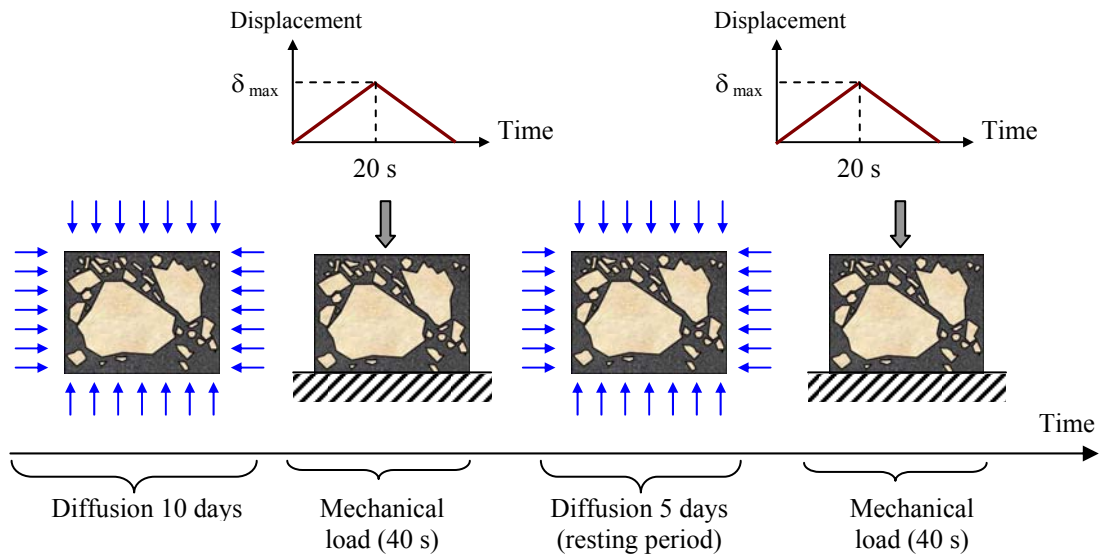 Displacement
δ max
Time
20 s
Displacement
δ max
Time
20 s
Time
Diffusion 10 days
Mechanical
load (40 s)
Diffusion 5 days
(resting period)
Mechanical
load (40 s)